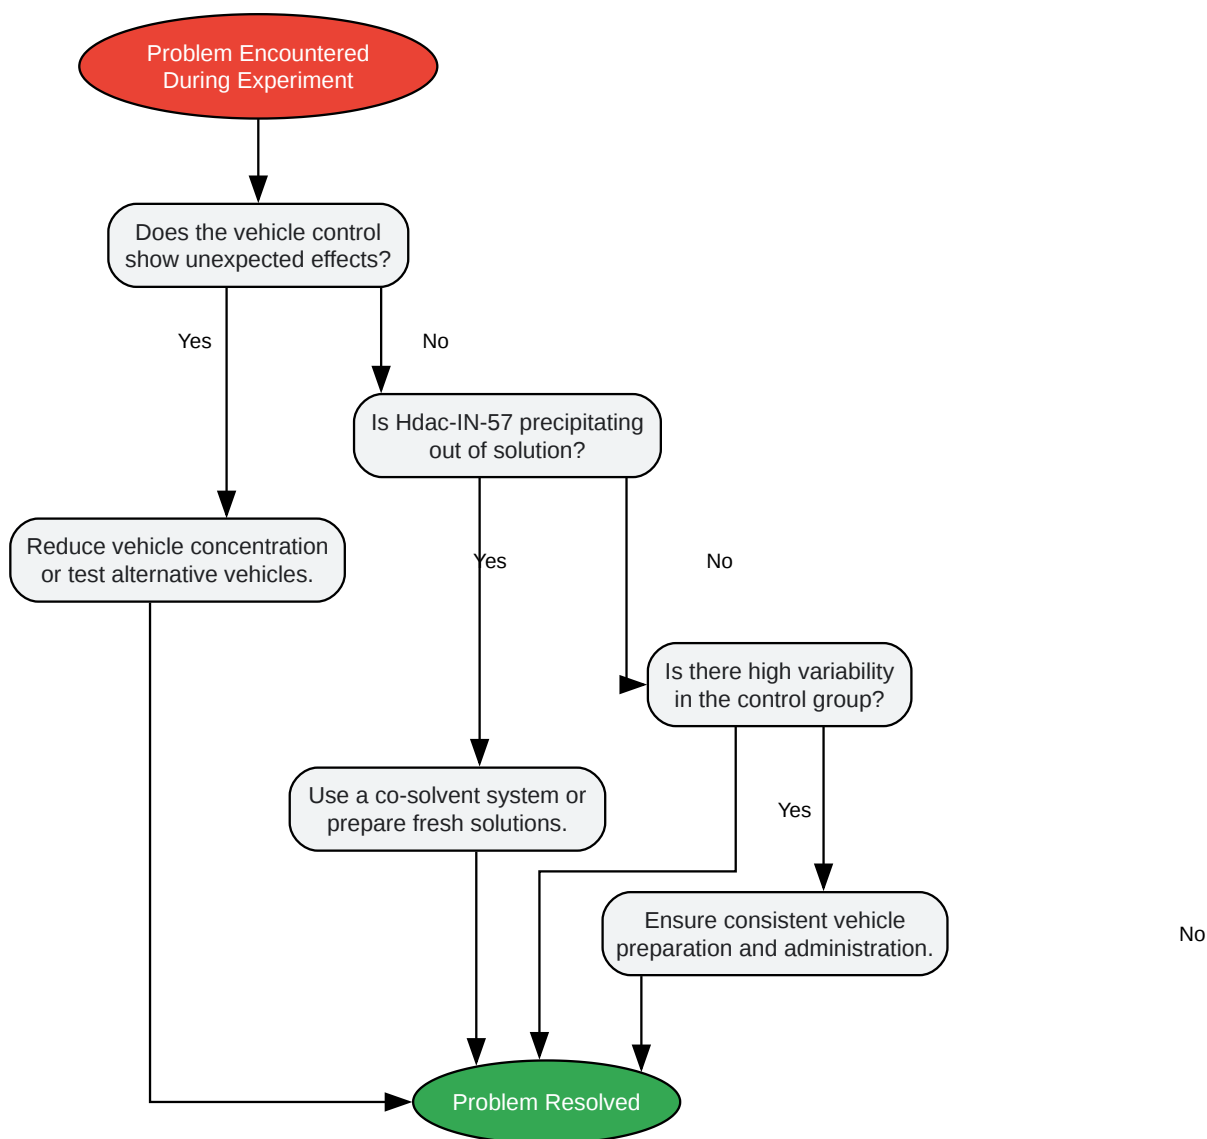 Problem Encountered
During Experiment
Does the vehicle control
show unexpected effects?
Yes
No
Is Hdac-IN-57 precipitating
out of solution?
Reduce vehicle concentration
or test alternative vehicles.
Yes
No
Is there high variability
in the control group?
Use a co-solvent system or
prepare fresh solutions.
Yes
Ensure consistent vehicle
preparation and administration.
No
Problem Resolved